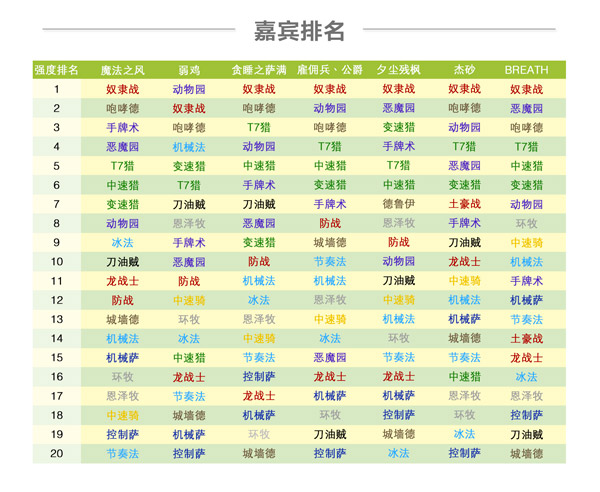 嘉宾排名
强度排名 魔法之风 弱鸡 贪睡之萨满 雇佣兵、公爵 夕尘残枫 杰砂 BREATH
1 奴隶战 动物园 奴隶战 奴隶战 奴隶战 奴隶战 奴隶战
2 咆哮德 奴隶战 咆哮德 动物园 恶魔园 咆哮德 恶魔园
3 手牌术 咆哮德 T7猎 咆哮德 变速猎 动物园 咆哮德
4 恶魔园 机械法 动物园 T7猎 手牌术 T7猎 T7猎
5 T7猎 变速猎 中速猎 中速猎 T7猎 恶魔园 中速猎
6 中速猎 T7猎 手牌术 变速猎 中速猎 变速猎 变速猎
7 变速猎 刀油贼 刀油贼 手牌术 德鲁伊 土豪战 动物园
8 动物园 恩泽牧 恶魔园 防战 恩泽牧 手牌术 环牧
9 冰法 手牌术 变速猎 城墙德 防战 刀油贼 中速骑
10 刀油贼 恶魔园 防战 节奏法 动物园 龙战士 机械法
11 龙战士 防战 机械法 机械法 刀油贼 中速骑 手牌术
12 防战 中速骑 冰法 恩泽牧 中速骑 机械法 机械萨
13 城墙德 环牧 恩泽牧 冰法 机械法 机械萨 节奏法
14 机械法 冰法 中速骑 中速骑 环牧 城墙德 土豪战
15 机械萨 中速猎 节奏法 恶魔园 节奏法 节奏法 龙战士
16 环牧 龙战士 控制萨 龙战士 龙战士 中速猎 冰法
17 恩泽牧 节奏法 龙战士 机械萨 机械萨 恩泽牧 恩泽牧
18 中速骑 城墙德 机械萨 环牧 控制萨 环牧 控制萨
19 控制萨 机械萨 环牧 刀油贼 城墙德 冰法 刀油贼
20 节奏法 控制萨 城墙德 控制萨 冰法 控制萨 城墙德